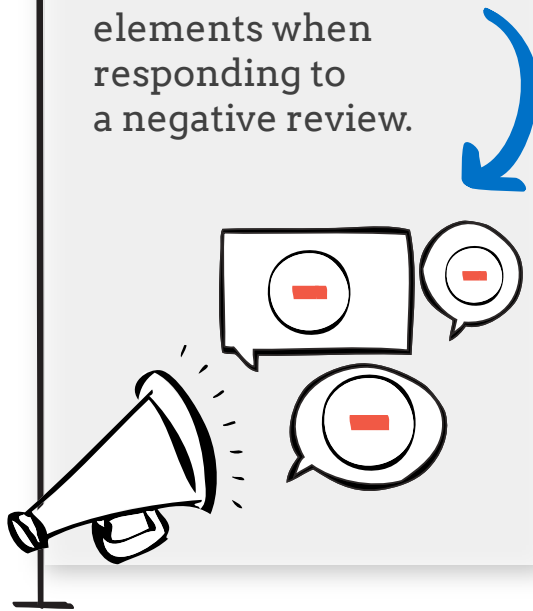 elements when
responding to
a negative review.